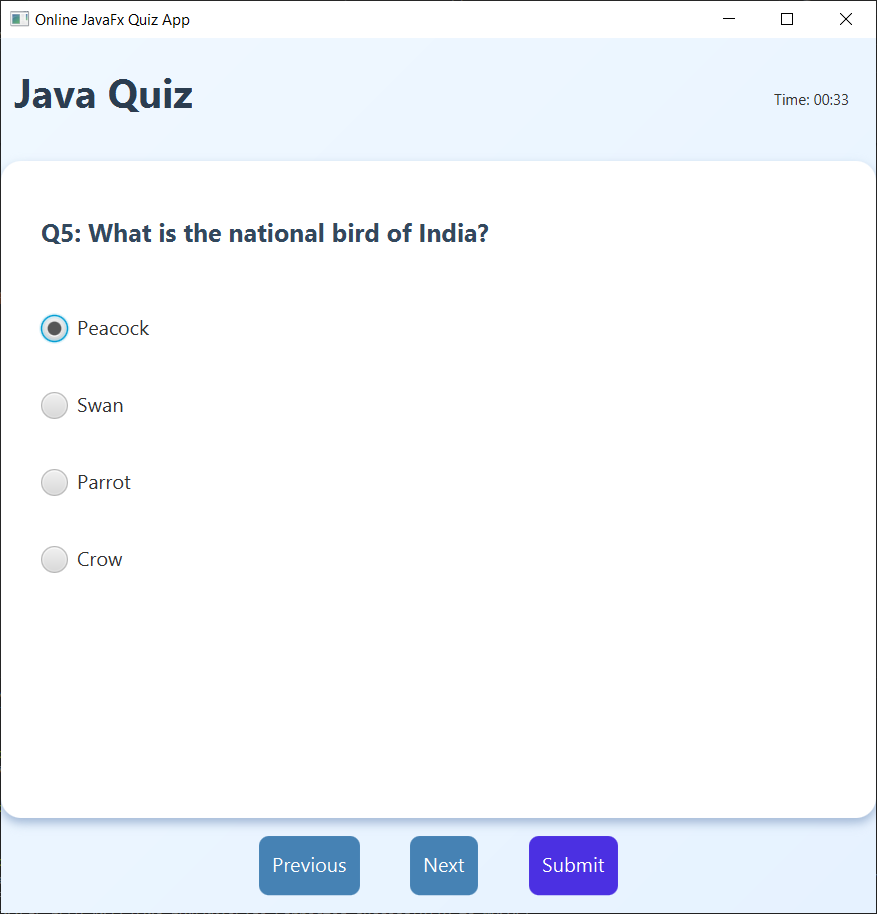 Online JavaFx Quiz App
Java Quiz
Time: 00:33
Q5: What is the national bird of India?
Peacock
Swan
Parrot
Crow
Previous
Next
Submit